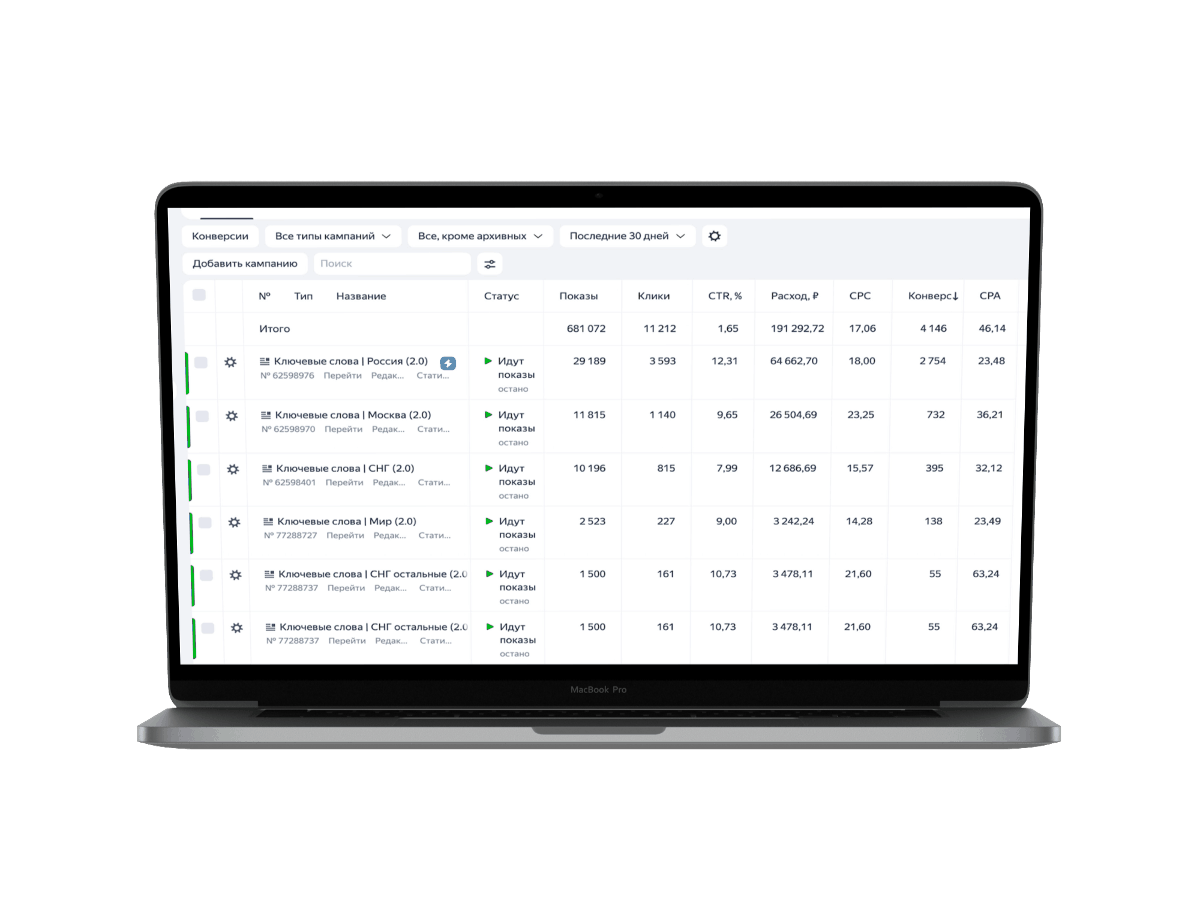 Конверсии Все типы кампаний Все, кроме архивных Последние 30 дней
Добавить кампанию Поиск
№ Тип Название Статус Показы Клики CTR, % Расход, ₽ CPC Конверс↓ CPA
Итого 681 072 11 212 1,65 191 292,72 17,06 4 146 46,14
Ключевые слова | Россия (2.0) Идут 29 189 3 593 12,31 64 662,70 18,00 2 754 23,48
№ 62598976 Перейти Редак... Стати... показы
остано
Ключевые слова | Москва (2.0) Идут 11 815 1 140 9,65 26 504,69 23,25 732 36,21
№ 62598970 Перейти Редак... Стати... показы
остано
Ключевые слова | СНГ (2.0) Идут 10 196 815 7,99 12 686,69 15,57 395 32,12
№ 62598401 Перейти Редак... Стати... показы
остано
Ключевые слова | Мир (2.0) Идут 2 523 227 9,00 3 242,24 14,28 138 23,49
№ 77288727 Перейти Редак... Стати... показы
остано
Ключевые слова | СНГ остальные (2.0 Идут 1 500 161 10,73 3 478,11 21,60 55 63,24
№ 77288737 Перейти Редак... Стати... показы
остано
Ключевые слова | СНГ остальные (2.0 Идут 1 500 161 10,73 3 478,11 21,60 55 63,24
№ 77288737 Перейти Редак... Стати... показы
остано
MacBook Pro